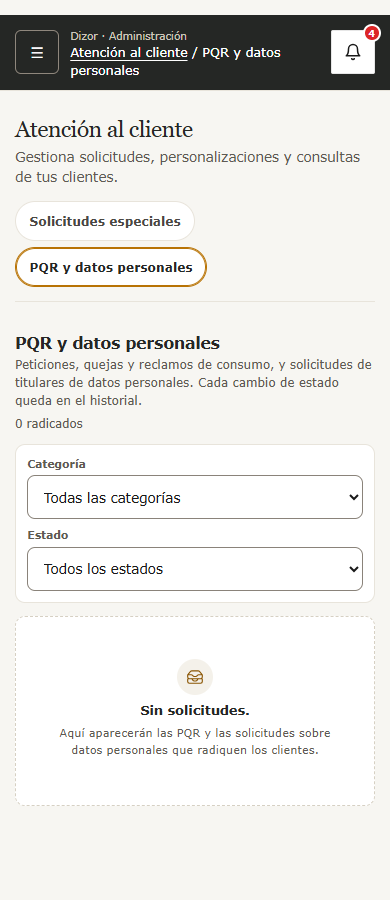 Dizor · Administración
Atención al cliente / PQR y datos
personales
4
Atención al cliente
Gestiona solicitudes, personalizaciones y consultas
de tus clientes.
Solicitudes especiales
PQR y datos personales
PQR y datos personales
Peticiones, quejas y reclamos de consumo, y solicitudes de
titulares de datos personales. Cada cambio de estado
queda en el historial.
0 radicados
Categoría
Todas las categorías
Estado
Todos los estados
Sin solicitudes.
Aquí aparecerán las PQR y las solicitudes sobre
datos personales que radiquen los clientes.